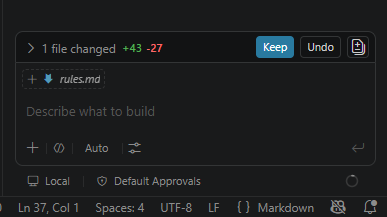 1 file changed +43 -27 Keep Undo
rules.md
Describe what to build
Auto
Local Default Approvals
Ln 37, Col 1 Spaces: 4 UTF-8 LF {} Markdown